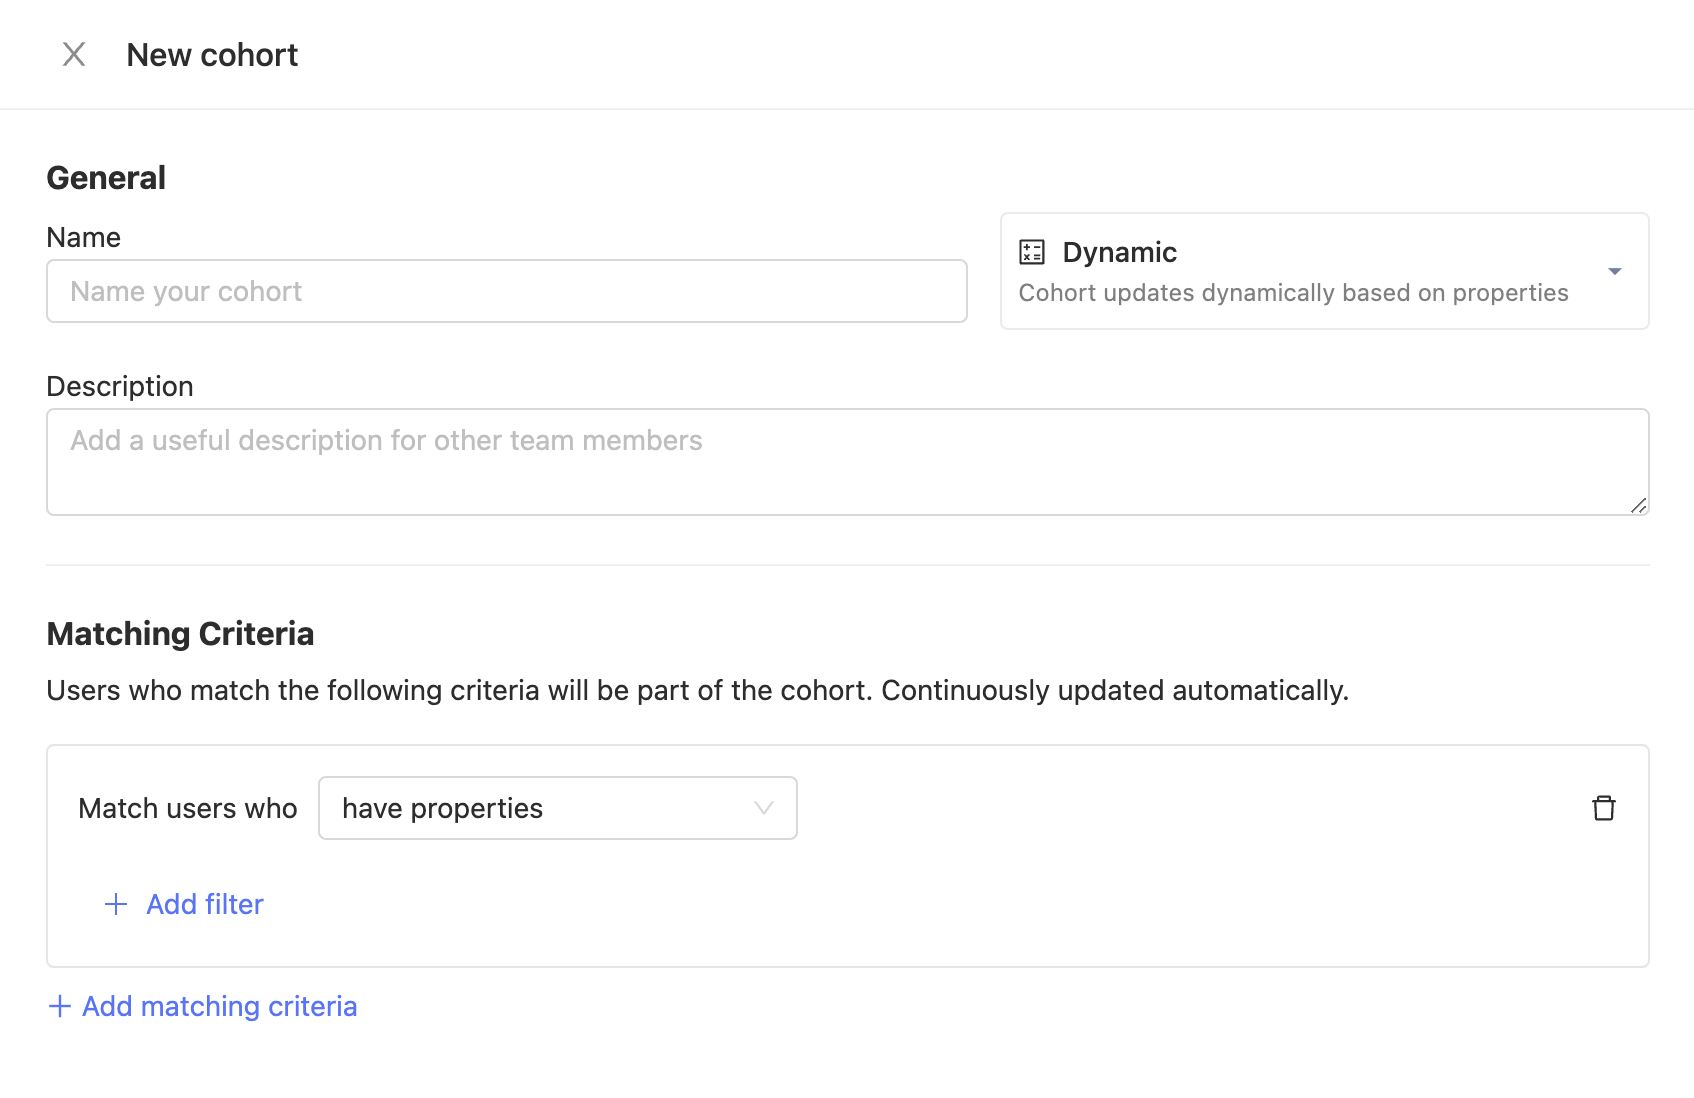 New cohort
General
Name
Name your cohort
Dynamic
Cohort updates dynamically based on properties
Description
Add a useful description for other team members
Matching Criteria
Users who match the following criteria will be part of the cohort. Continuously updated automatically.
Match users who have properties
Add filter
Add matching criteria